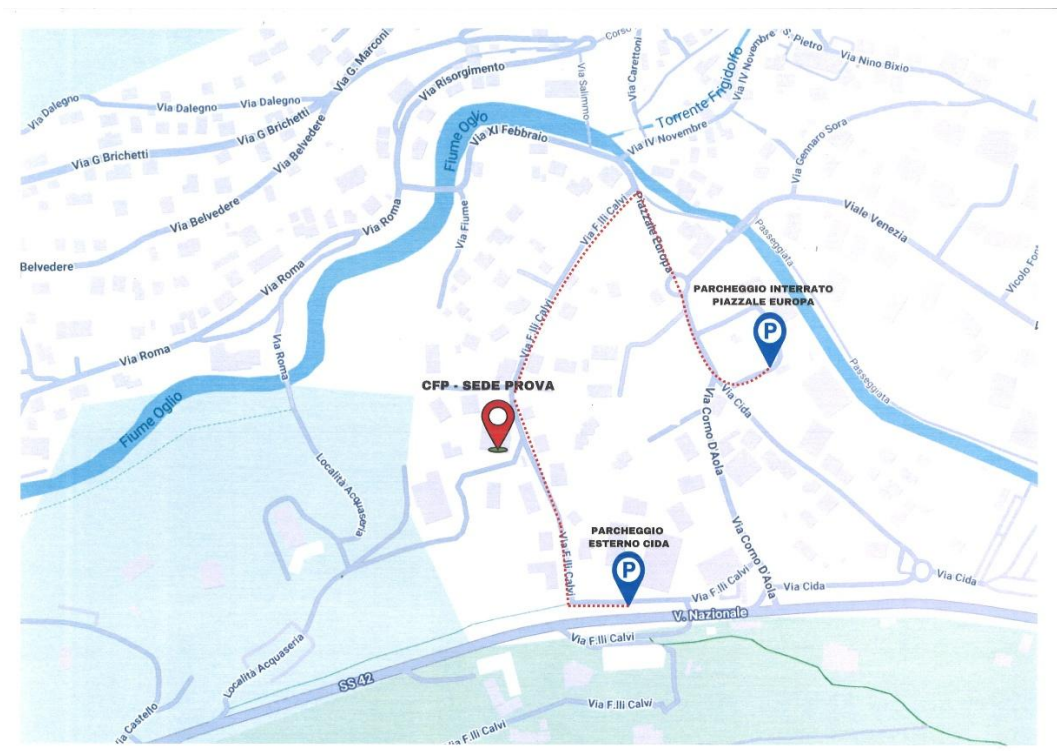 Corso
Via G. Marconi
Via Risorgimento
S. Pietro
Via Nino Bixio
Via Salimmo
Via Carettoni
Via IV Novembre
Torrente Frigidolfo
Via Dalegno
Via Dalegno
Via Dalegno
Via G Brichetti
Via G Brichetti
Via Belvedere
Fiume Oglio
Via XI Febbraio
Via IV Novembre
Via Gennaro Sora
Via Belvedere
Via Roma
Via Fiume
Via F.lli Calvi
Piazzale Europa
Viale Venezia
Passeggiata
Belvedere
Via Roma
Vicolo Fon
PARCHEGGIO INTERRATO
PIAZZALE EUROPA
P
Via F.lli Calvi
Via Roma
Via Roma
Passeggiata
CFP - SEDE PROVA
Via Cida
Fiume Oglio
Via Corno D'Aola
Località Acquaseria
PARCHEGGIO
ESTERNO CIDA
P
Via F.lli Calvi
Via Corno D'Aola
Via F.lli Calvi
Via Cida
Via Cida
V. Nazionale
Via F.lli Calvi
Località Acquaseria
SS 42
Via F.lli Calvi
Via Castello
a F.lli Calvi